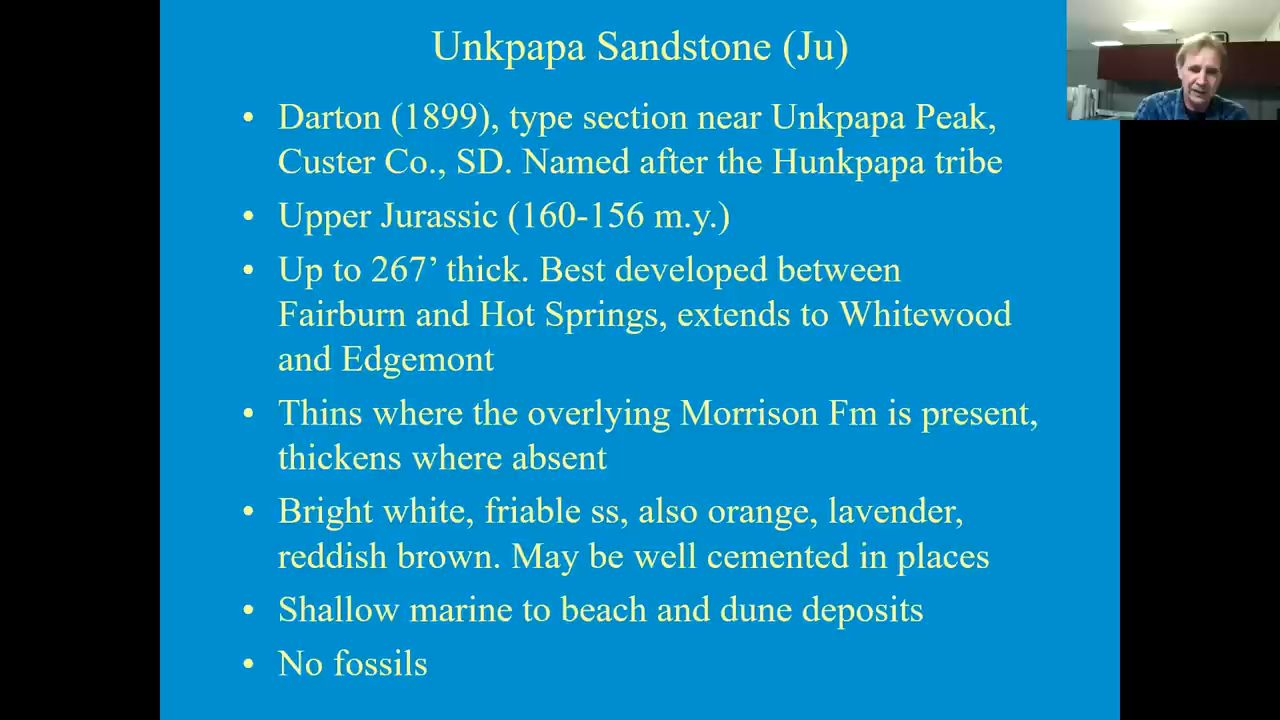 Unkpapa Sandstone (Ju)
• Darton (1899), type section near Unkpapa Peak,
Custer Co., SD. Named after the Hunkpapa tribe
• Upper Jurassic (160-156 m.y.)
• Up to 267’ thick. Best developed between
Fairburn and Hot Springs, extends to Whitewood
and Edgemont
• Thins where the overlying Morrison Fm is present,
thickens where absent
• Bright white, friable ss, also orange, lavender,
reddish brown. May be well cemented in places
• Shallow marine to beach and dune deposits
• No fossils